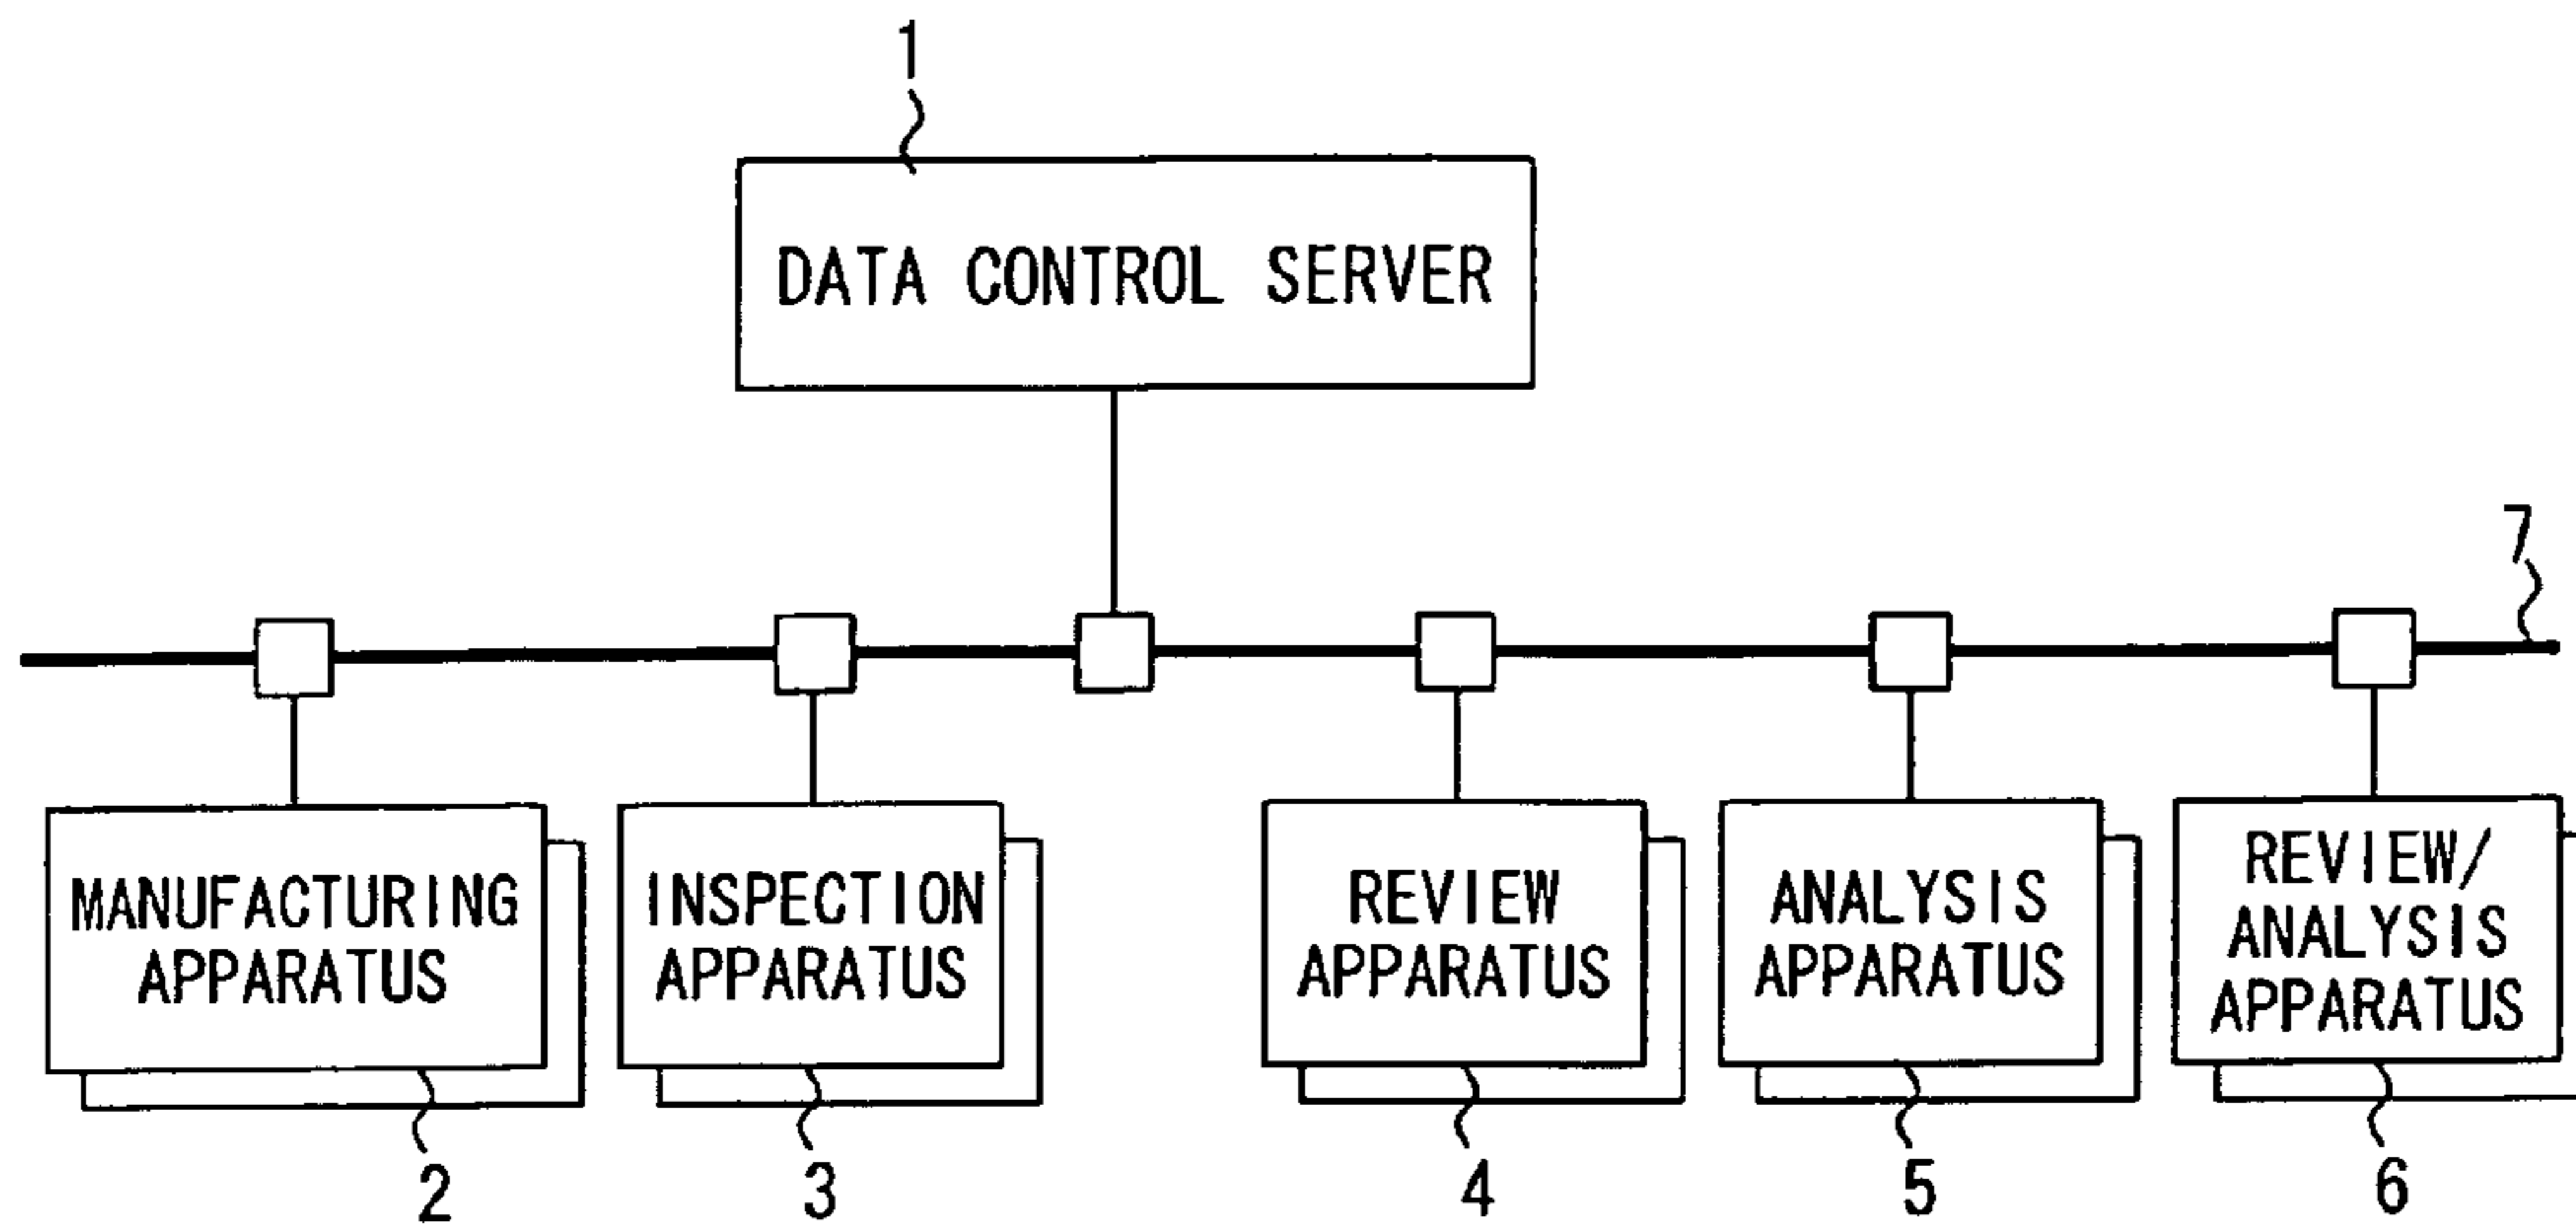 1
DATA CONTROL SERVER
7
MANUFACTURING
APPARATUS
INSPECTION
APPARATUS
REVIEW
APPARATUS
ANALYSIS
APPARATUS
REVIEW/
ANALYSIS
APPARATUS
2
3
4
5
6